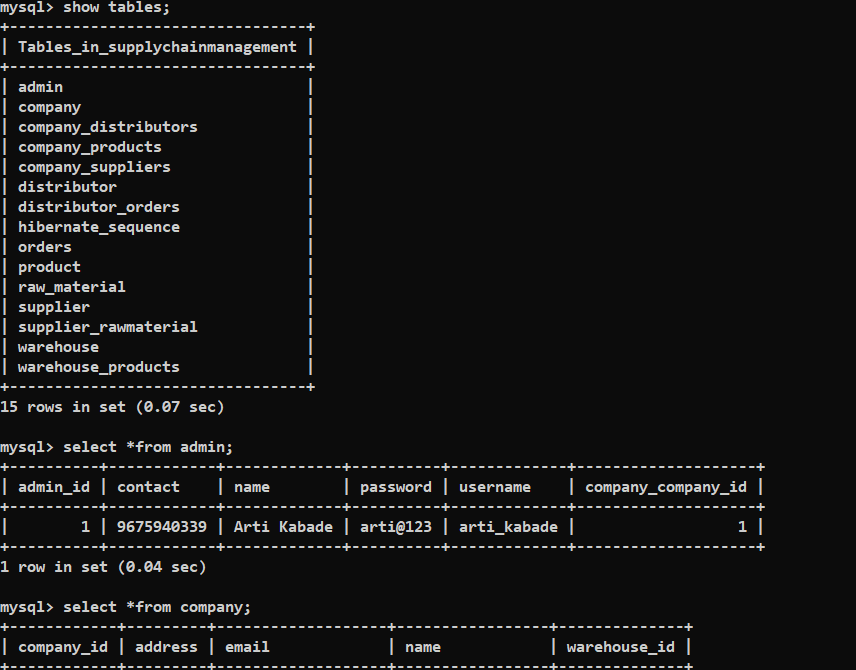 mysql> show tables;
+---------------------------------+
| Tables_in_supplychainmanagement |
+---------------------------------+
| admin                           |
| company                         |
| company_distributors            |
| company_products                |
| company_suppliers               |
| distributor                     |
| distributor_orders              |
| hibernate_sequence              |
| orders                          |
| product                         |
| raw_material                    |
| supplier                        |
| supplier_rawmaterial            |
| warehouse                       |
| warehouse_products              |
+---------------------------------+
15 rows in set (0.07 sec)

mysql> select *from admin;
+----------+------------+-------------+----------+-------------+--------------------+
| admin_id | contact    | name        | password | username    | company_company_id |
+----------+------------+-------------+----------+-------------+--------------------+
|        1 | 9675940339 | Arti Kabade | arti@123 | arti_kabade |                  1 |
+----------+------------+-------------+----------+-------------+--------------------+
1 row in set (0.04 sec)

mysql> select *from company;
+------------+---------+-------------------+-----------------+--------------+
| company_id | address | email             | name            | warehouse_id |
+------------+---------+-------------------+-----------------+--------------+